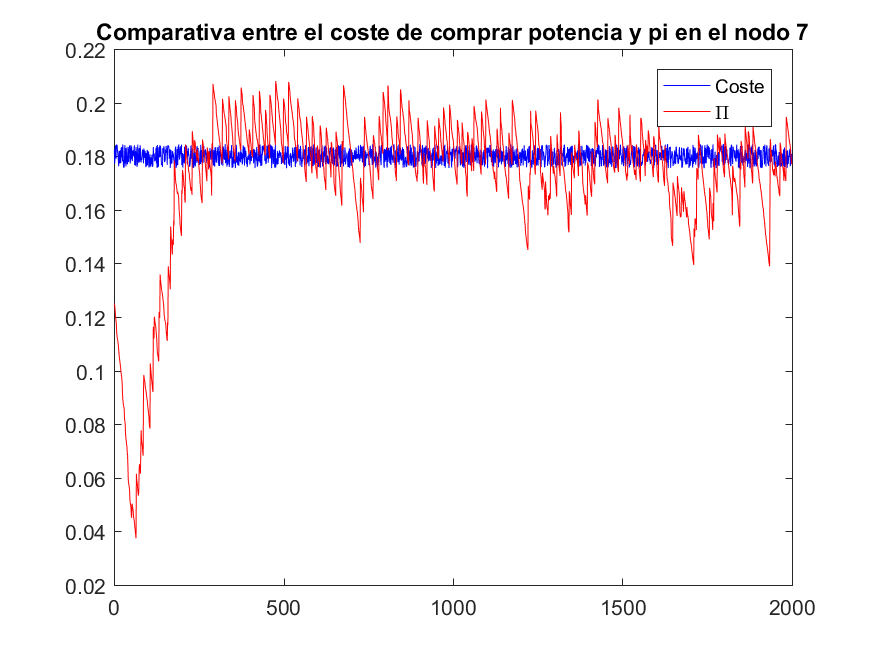 Comparativa entre el coste de comprar potencia y pi en el nodo 7
0.22
0.2
0.18
0.16
0.14
0.12
0.1
0.08
0.06
0.04
0.02
Coste
Π
0 500 1000 1500 2000